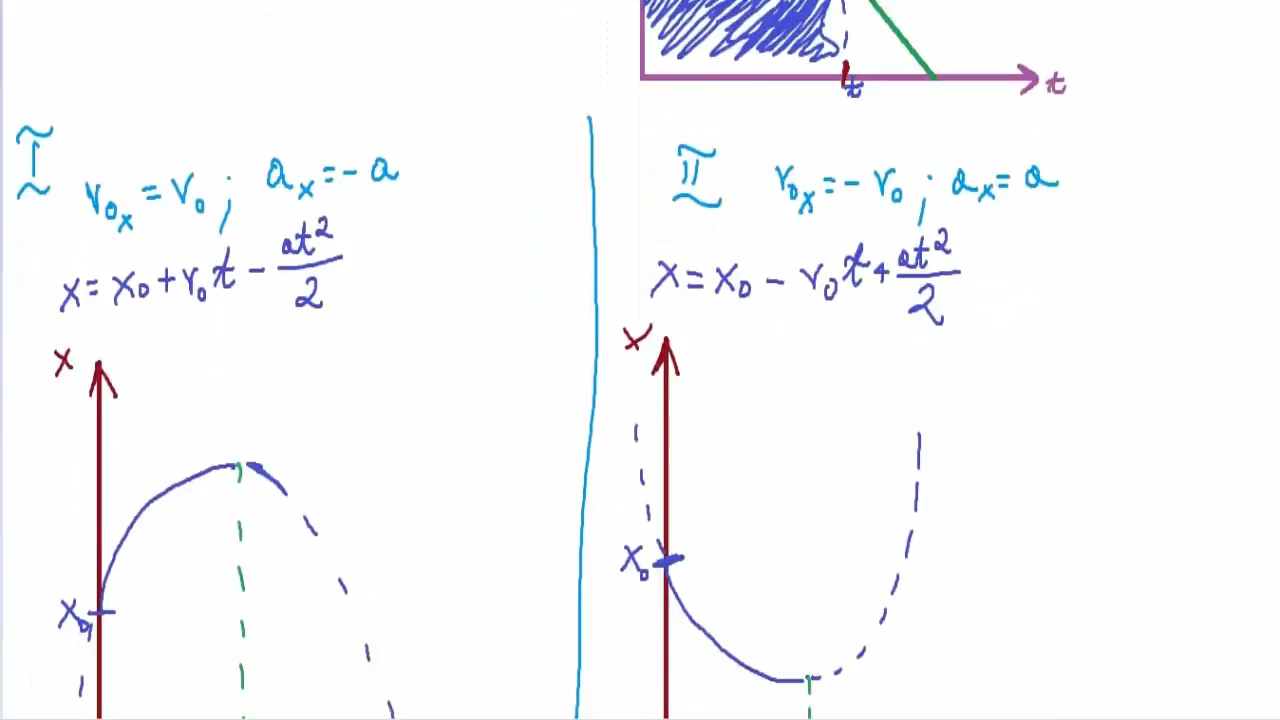 t t
I
v₀ₓ = v₀ ; aₓ = - a
x = x₀ + v₀t - at²/2
x
x₀
II
v₀ₓ = - v₀ ; aₓ = a
x = x₀ - v₀t + at²/2
x
x₀